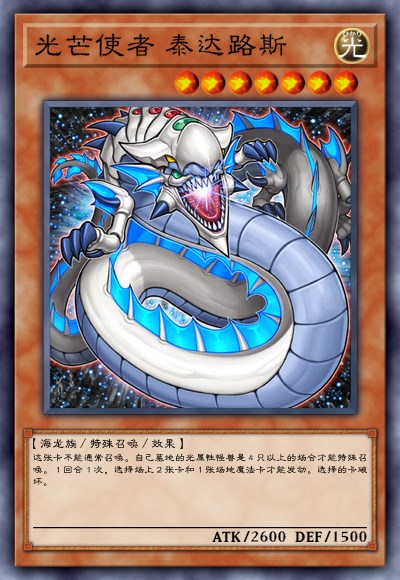 光芒使者 泰达路斯
光
ひかり
【海龙族/特殊召唤/效果】
这张卡不能通常召唤。自己墓地的光属性怪兽是4只以上的场合才能特殊召
唤。1回合1次，选择场上2张卡和1张场地魔法卡才能发动。选择的卡破
坏。
ATK/2600 DEF/1500